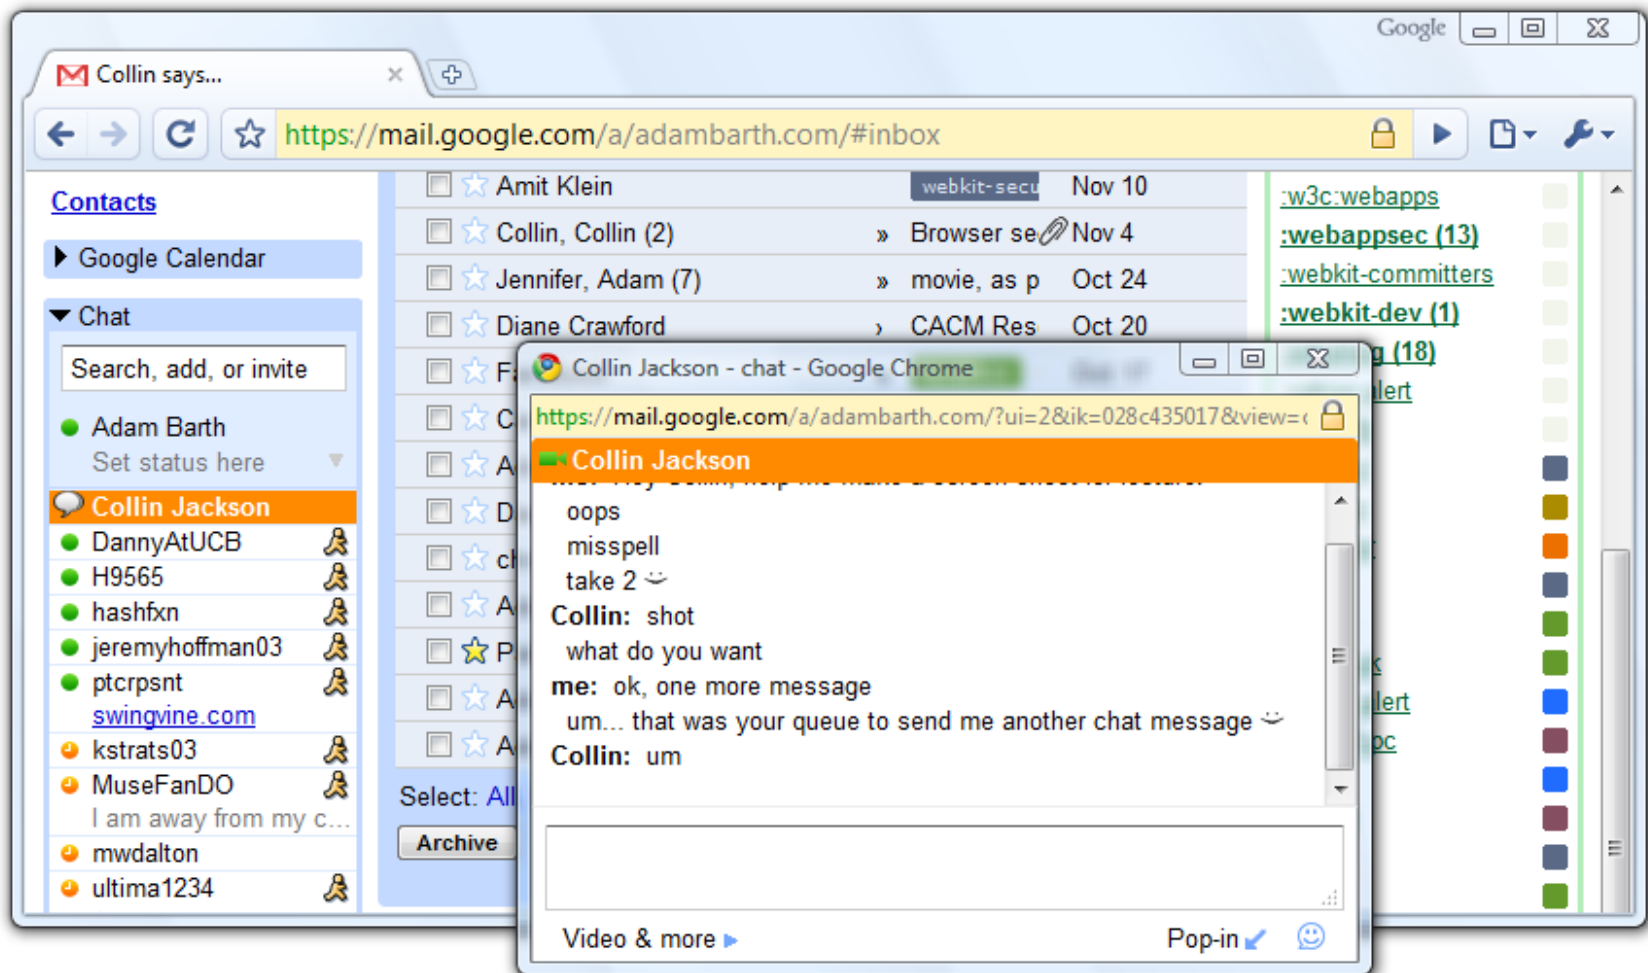 Google
Collin says...
https://mail.google.com/a/adambarth.com/#inbox
Contacts
Google Calendar
Chat
Search, add, or invite
Adam Barth
Set status here
Collin Jackson
DannyAtUCB
H9565
hashfxn
jeremyhoffman03
ptcrpsnt
swingvine.com
kstrats03
MuseFanDO
I am away from my c...
mwdalton
ultima1234
Amit Klein webkit-secu Nov 10
Collin, Collin (2) » Browser se Nov 4
Jennifer, Adam (7) » movie, as p Oct 24
Diane Crawford › CACM Res Oct 20
Select: All
Archive
:w3c:webapps
:webappsec (13)
:webkit-committers
:webkit-dev (1)
(18)
Collin Jackson - chat - Google Chrome
https://mail.google.com/a/adambarth.com/?ui=2&ik=028c435017&view=c
Collin Jackson
oops
misspell
take 2
Collin: shot
what do you want
me: ok, one more message
um... that was your queue to send me another chat message
Collin: um
Video & more
Pop-in